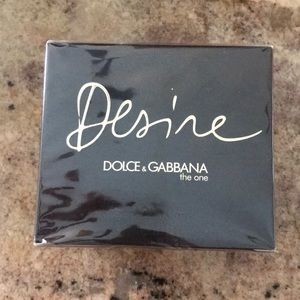 Desire
DOLCE & GABBANA
the one